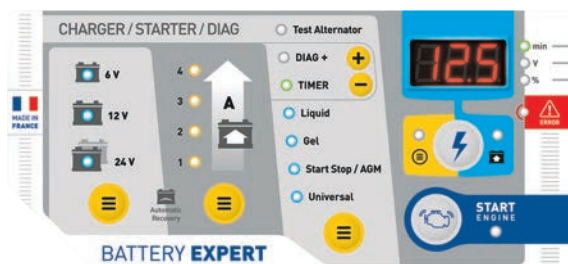 CHARGER / STARTER / DIAG
6 V
12 V
24 V
4
3
2
1
A
Automatic
Recovery
Test Alternator
DIAG +
TIMER
Liquid
Gel
Start Stop / AGM
Universal
12.5
min
V
%
ERROR
START
ENGINE
MADE IN
FRANCE
BATTERY EXPERT